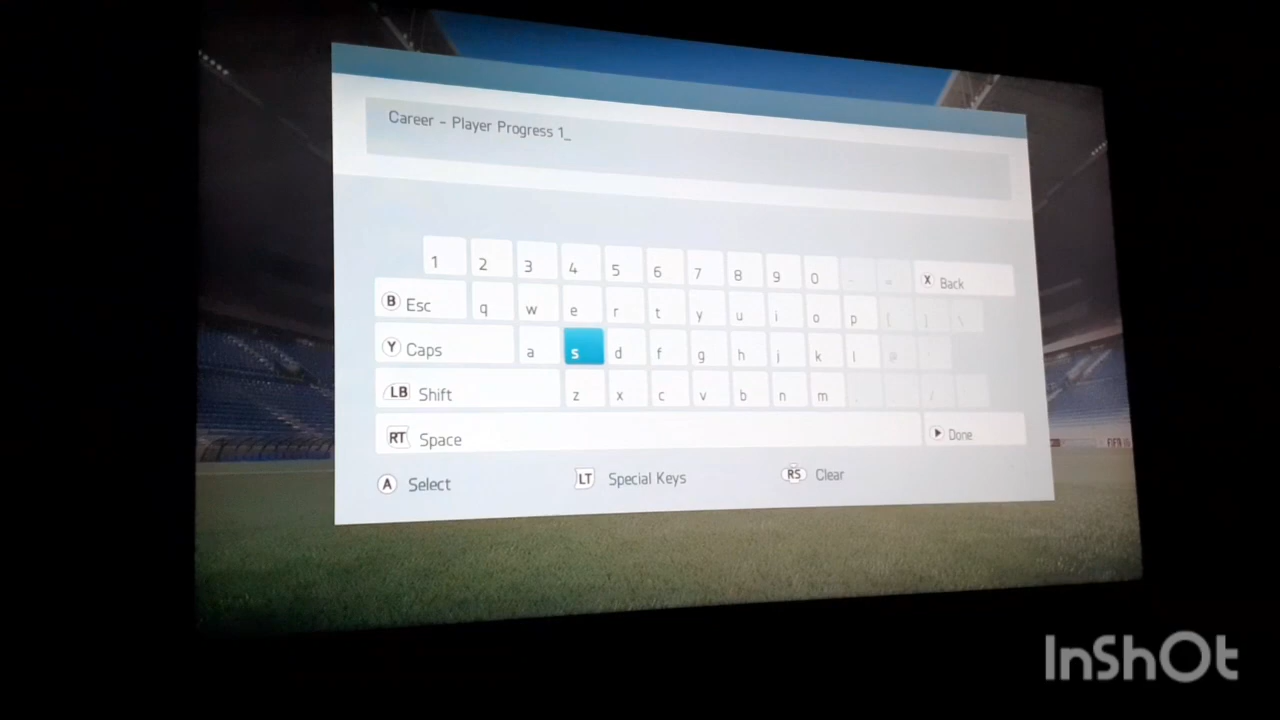 Career - Player Progress 1_
1 2 3 4 5 6 7 8 9 0 - = X Back
B Esc q w e r t y u i o p [ ] \
Y Caps a s d f g h j k l @
LB Shift z x c v b n m . /
RT Space Done
A Select LT Special Keys RS Clear
InShOt